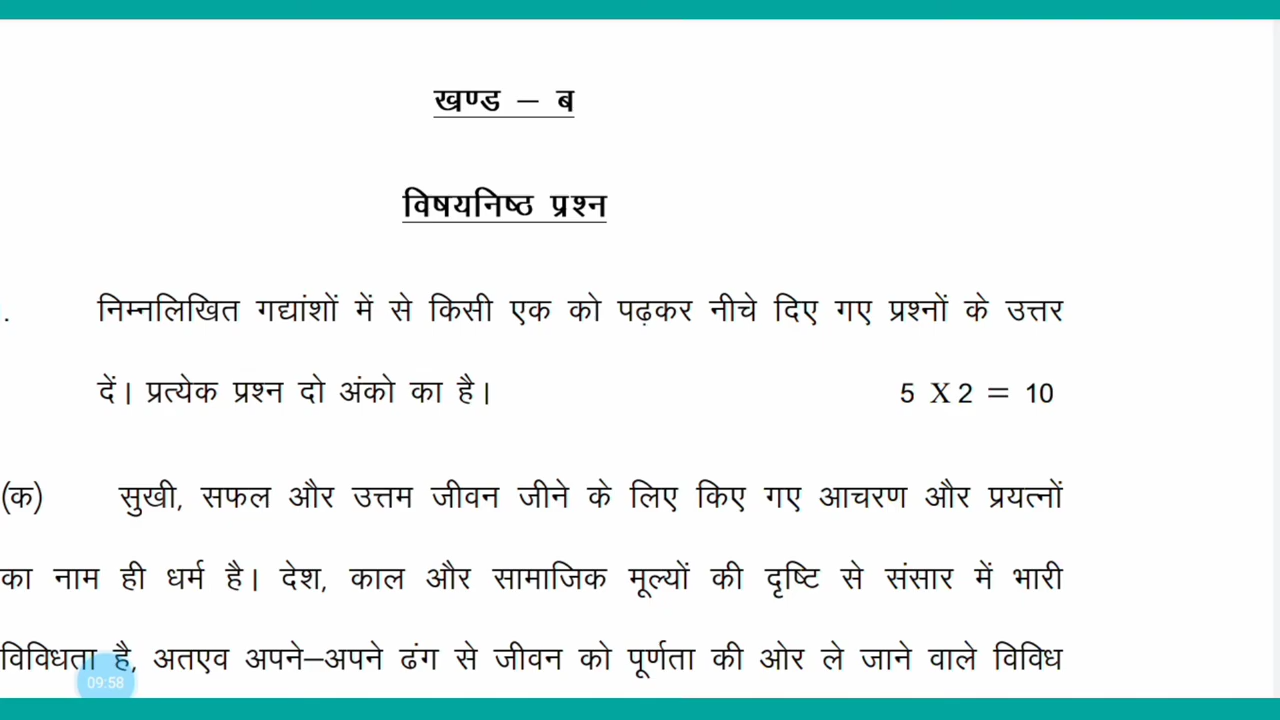 खण्ड – ब
विषयनिष्ठ प्रश्न
. निम्नलिखित गद्यांशों में से किसी एक को पढ़कर नीचे दिए गए प्रश्नों के उत्तर
दें। प्रत्येक प्रश्न दो अंको का है। 5 X 2 = 10
(क) सुखी, सफल और उत्तम जीवन जीने के लिए किए गए आचरण और प्रयत्नों
का नाम ही धर्म है। देश, काल और सामाजिक मूल्यों की दृष्टि से संसार में भारी
विविधता है, अतएव अपने–अपने ढंग से जीवन को पूर्णता की ओर ले जाने वाले विविध
09:58